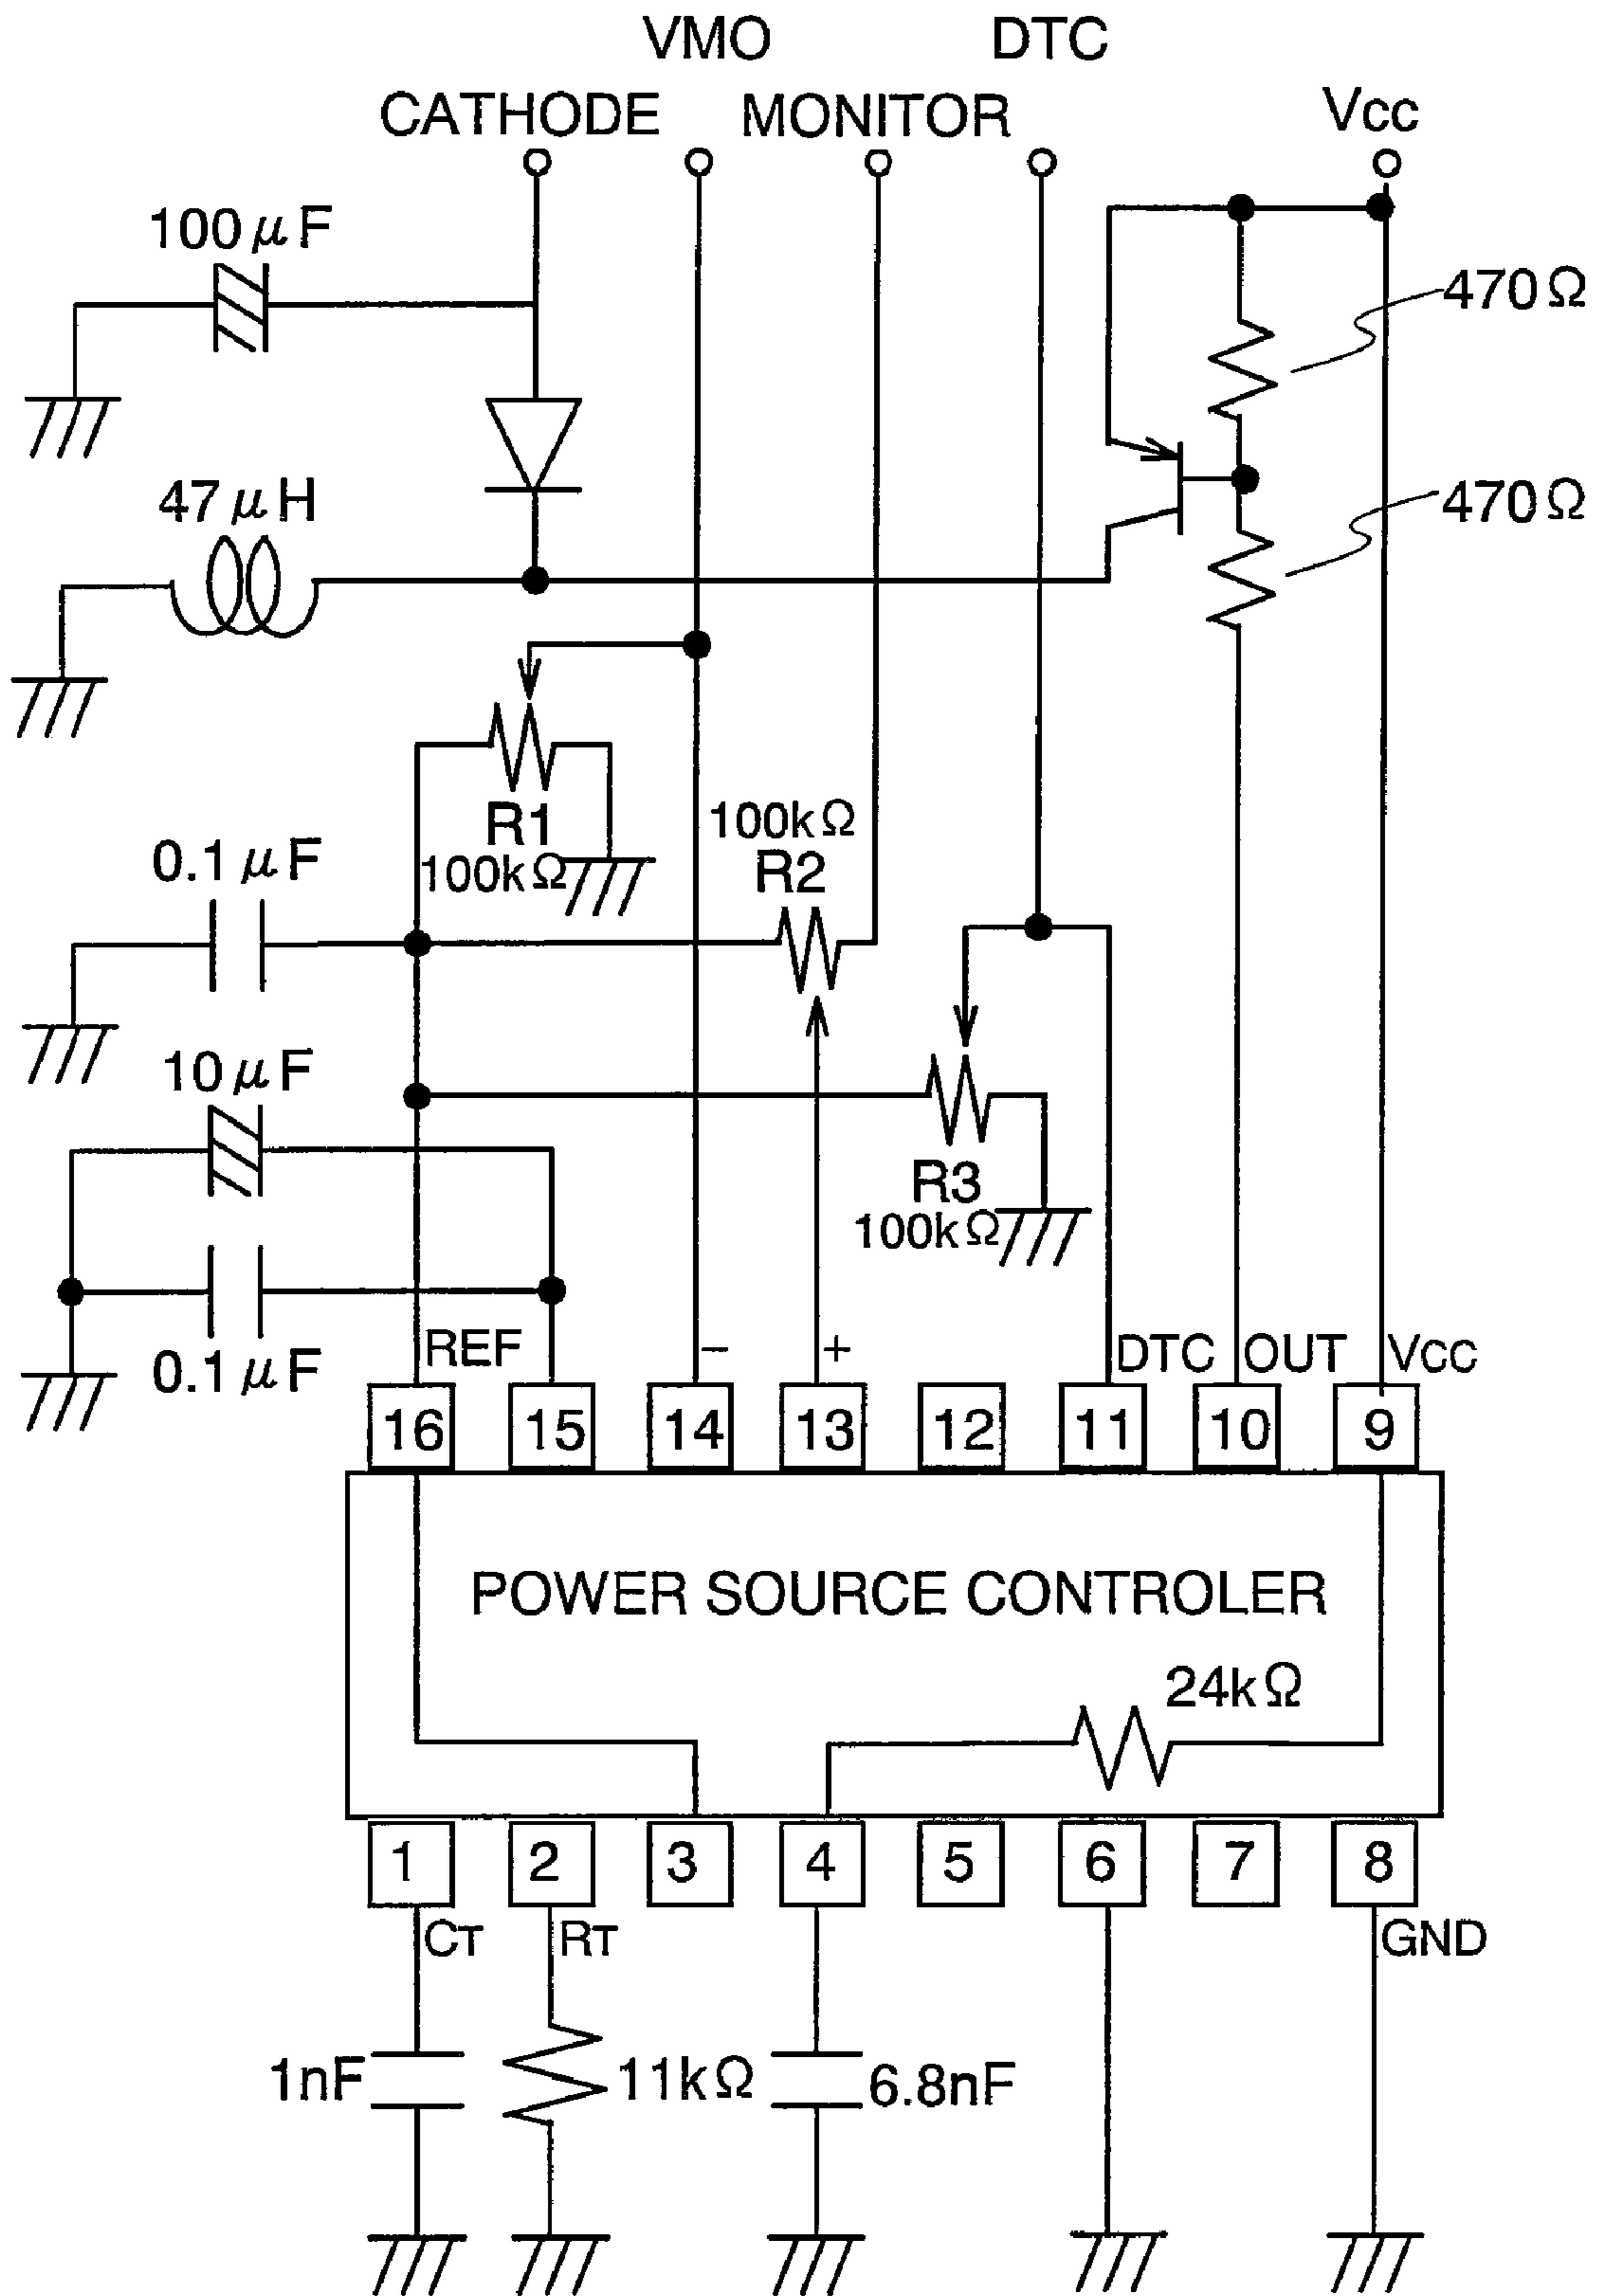 VMO DTC
CATHODE MONITOR Vcc
100μF
470Ω
47μH
470Ω
R1
100kΩ
100kΩ
R2
0.1μF
10μF
R3
100kΩ
0.1μF
REF
−
+
DTC
OUT
VCC
16 15 14 13 12 11 10 9
POWER SOURCE CONTROLER
24kΩ
1 2 3 4 5 6 7 8
CT
RT
GND
1nF
11kΩ
6.8nF